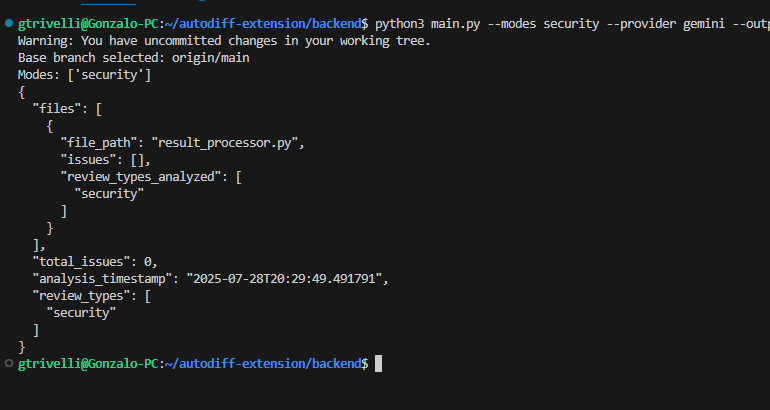 gtrivelli@Gonzalo-PC:~/autodiff-extension/backend$ python3 main.py --modes security --provider gemini --outp
Warning: You have uncommitted changes in your working tree.
Base branch selected: origin/main
Modes: ['security']
{
  "files": [
    {
      "file_path": "result_processor.py",
      "issues": [],
      "review_types_analyzed": [
        "security"
      ]
    }
  ],
  "total_issues": 0,
  "analysis_timestamp": "2025-07-28T20:29:49.491791",
  "review_types": [
    "security"
  ]
}
gtrivelli@Gonzalo-PC:~/autodiff-extension/backend$